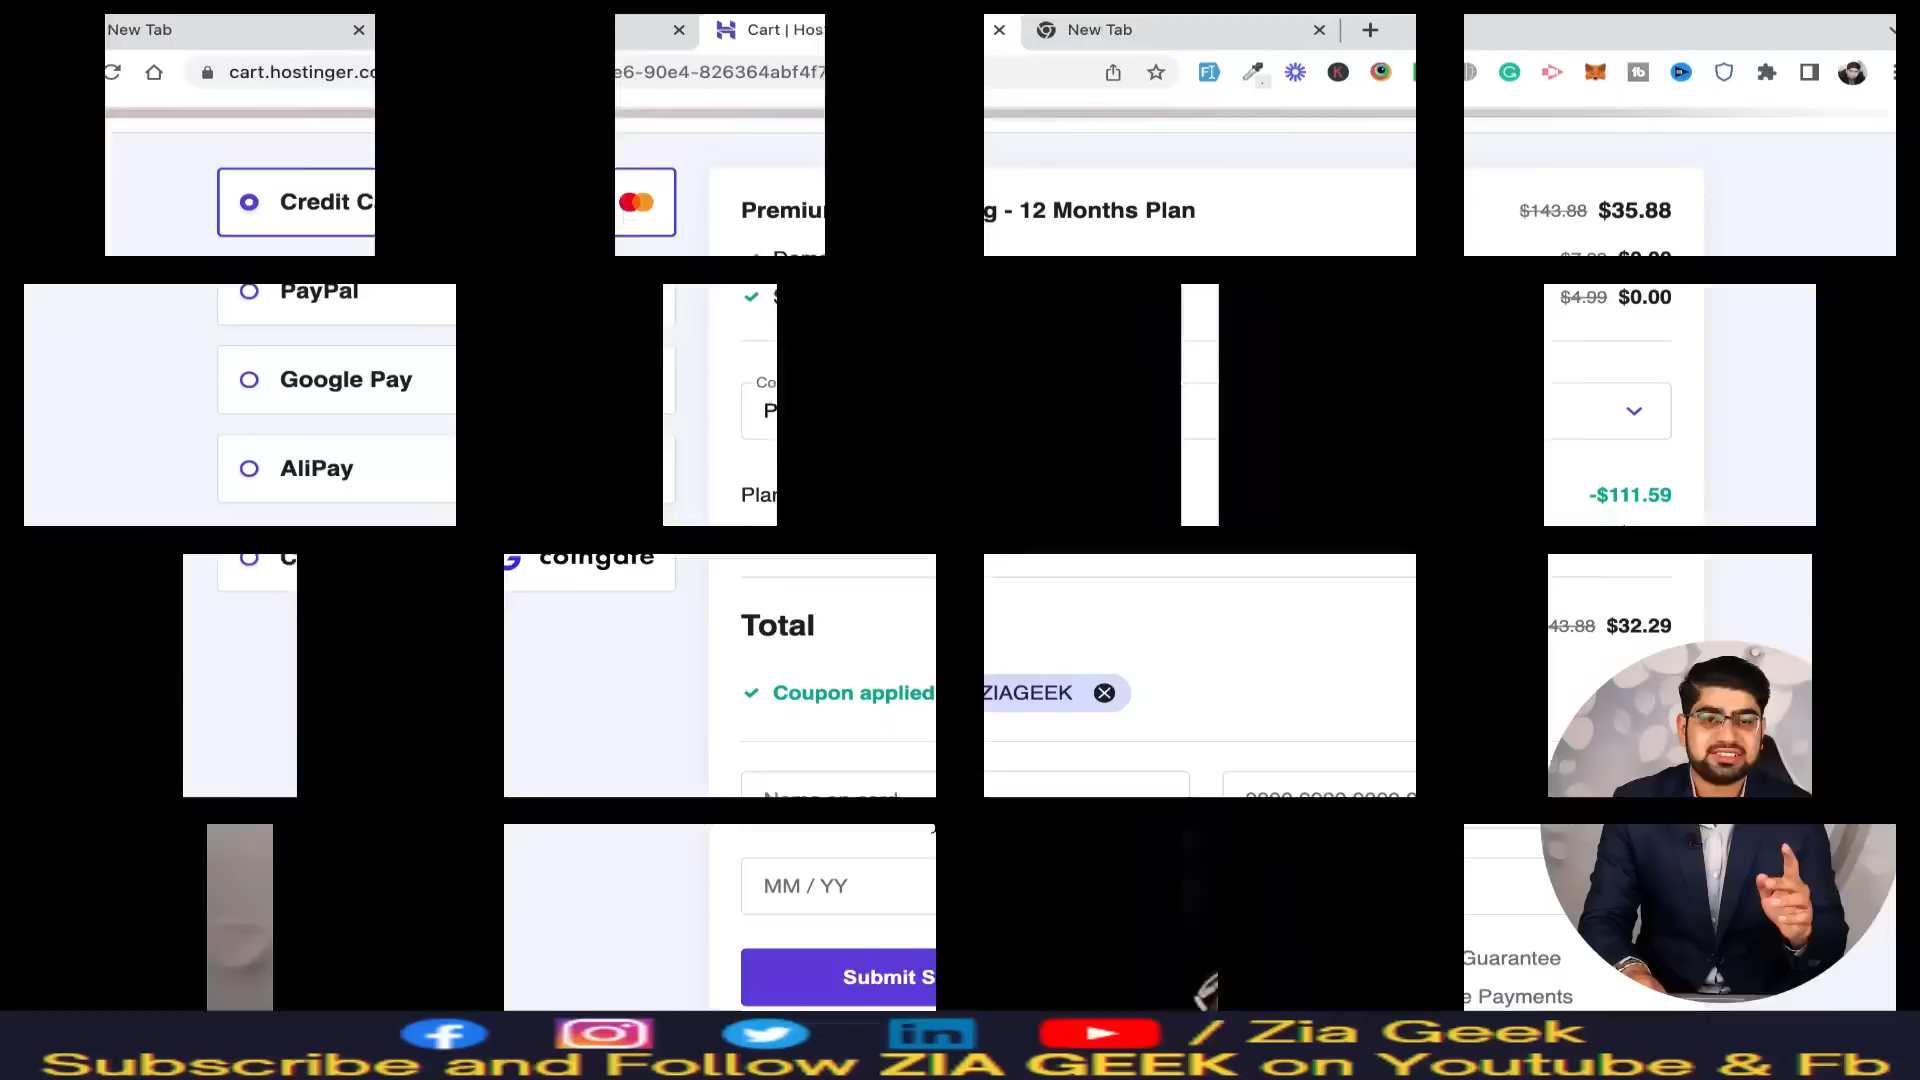 New Tab
Cart | Hos
New Tab
cart.hostinger.co
e6-90e4-826364abf4f7
Credit C
Premiu
g - 12 Months Plan
$143.88 $35.88
PayPal
$4.99 $0.00
Google Pay
Co
P
AliPay
Plan
-$111.59
coingate
Total
43.88 $32.29
Coupon applied
ZIAGEEK
MM / YY
Guarantee
Submit S
e Payments
/ Zia Geek
Subscribe and Follow ZIA GEEK on Youtube & Fb